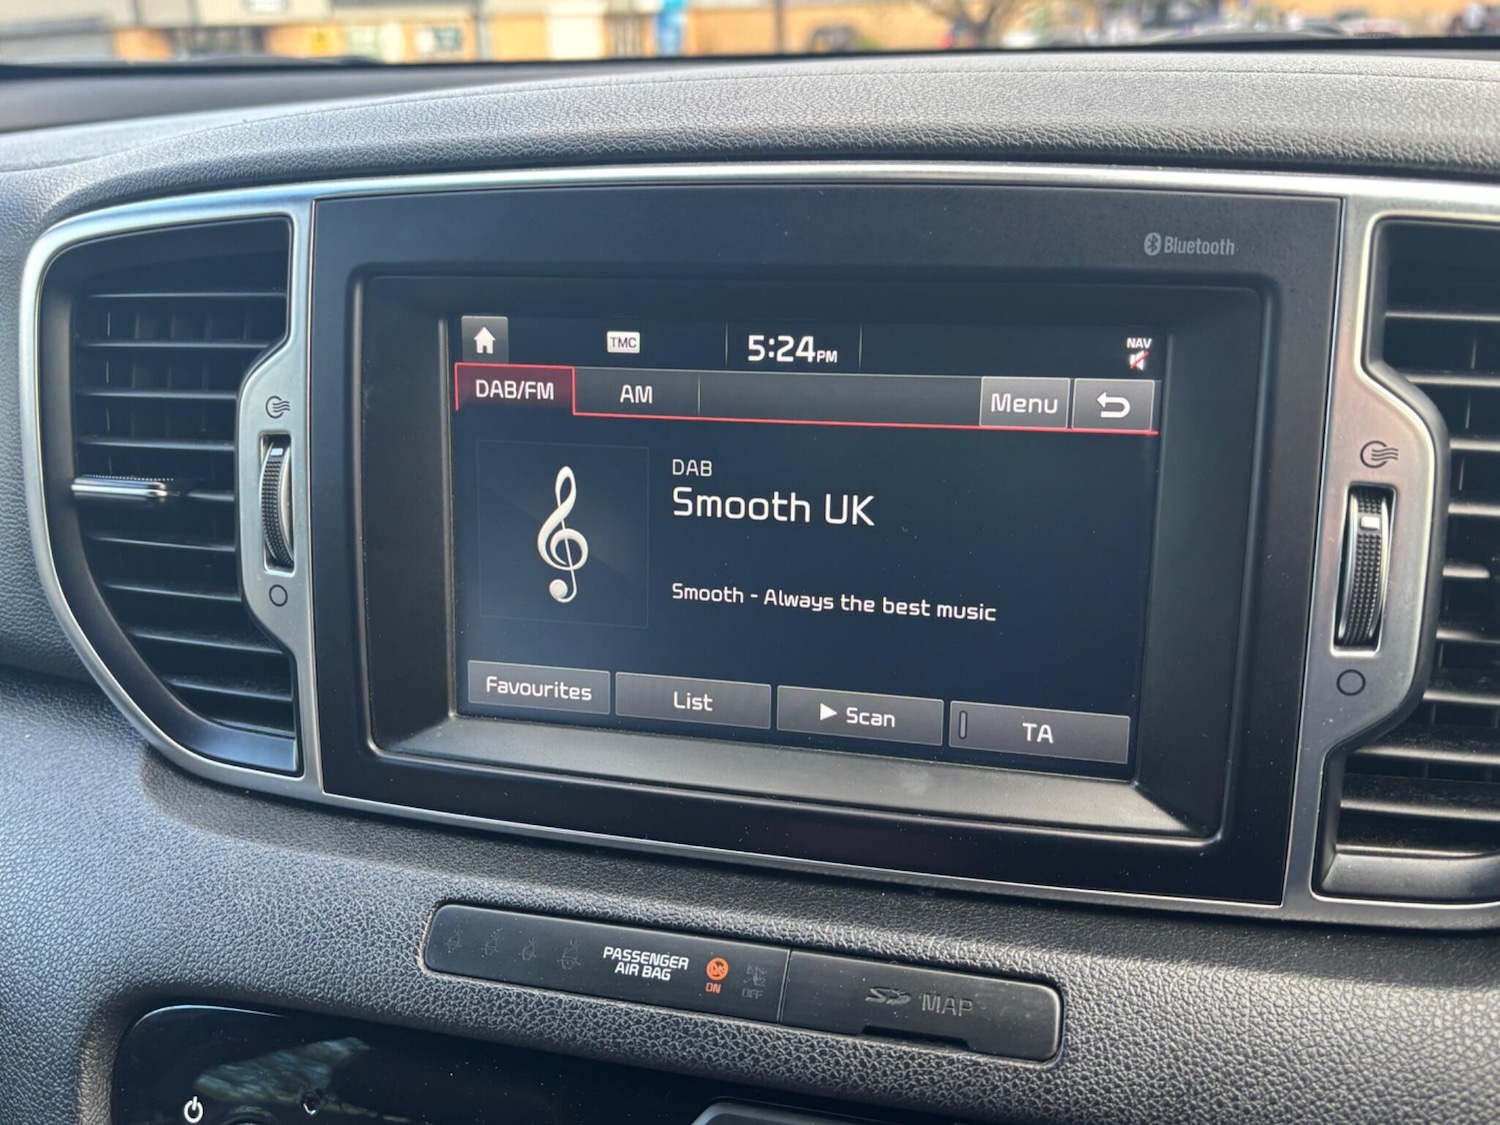 Bluetooth
TMC
5:24PM
NAV
DAB/FM
AM
Menu
DAB
Smooth UK
Smooth - Always the best music
Favourites
List
Scan
TA
PASSENGER
AIR BAG
ON
OFF
SD MAP